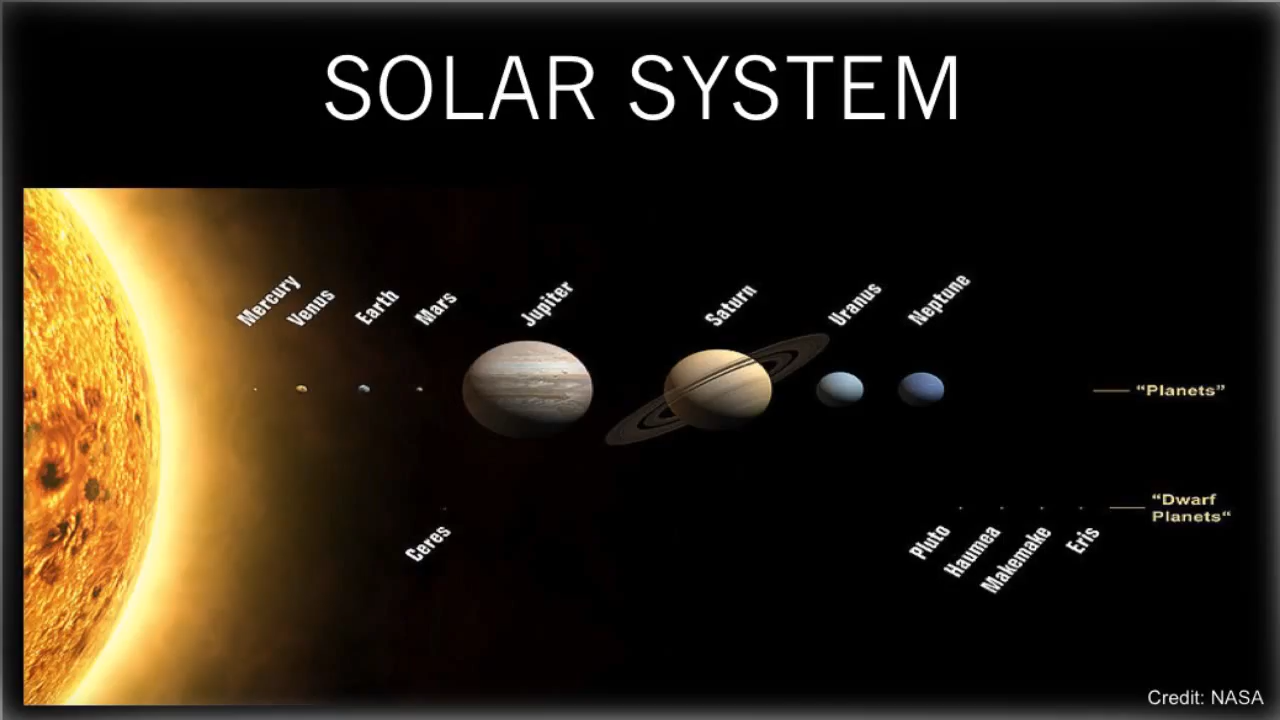 SOLAR SYSTEM
Mercury
Venus
Earth
Mars
Jupiter
Saturn
Uranus
Neptune
“Planets”
Ceres
Pluto
Haumea
Makemake
Eris
“Dwarf
Planets“
Credit: NASA